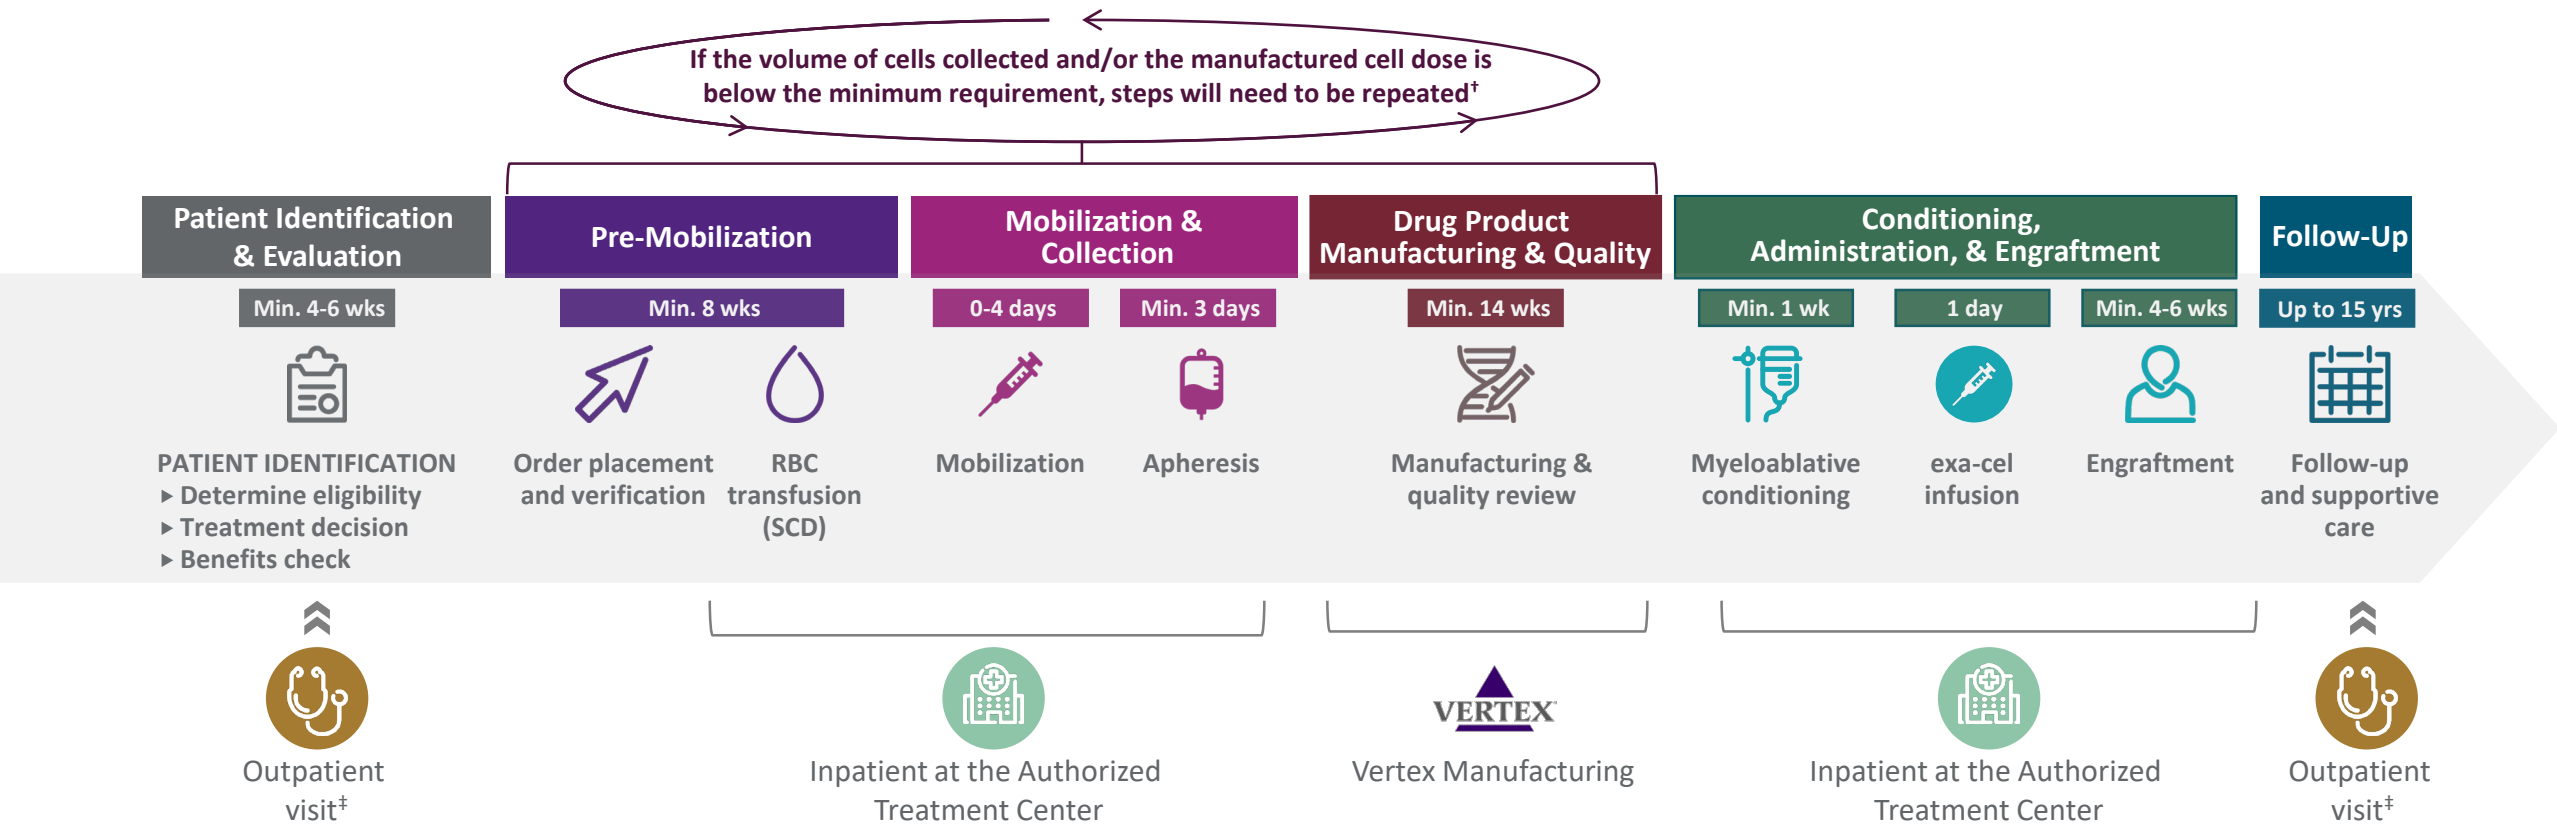 If the volume of cells collected and/or the manufactured cell dose is
below the minimum requirement, steps will need to be repeated†
Patient Identification
& Evaluation
Pre-Mobilization
Mobilization &
Collection
Drug Product
Manufacturing & Quality
Conditioning,
Administration, & Engraftment
Follow-Up
Min. 4-6 wks
Min. 8 wks
0-4 days
Min. 3 days
Min. 14 wks
Min. 1 wk
1 day
Min. 4-6 wks
Up to 15 yrs
PATIENT IDENTIFICATION
▶ Determine eligibility
▶ Treatment decision
▶ Benefits check
Order placement
and verification
RBC
transfusion
(SCD)
Mobilization
Apheresis
Manufacturing &
quality review
Myeloablative
conditioning
exa-cel
infusion
Engraftment
Follow-up
and supportive
care
Outpatient
visit‡
Inpatient at the Authorized
Treatment Center
VERTEX
Vertex Manufacturing
Inpatient at the Authorized
Treatment Center
Outpatient
visit‡